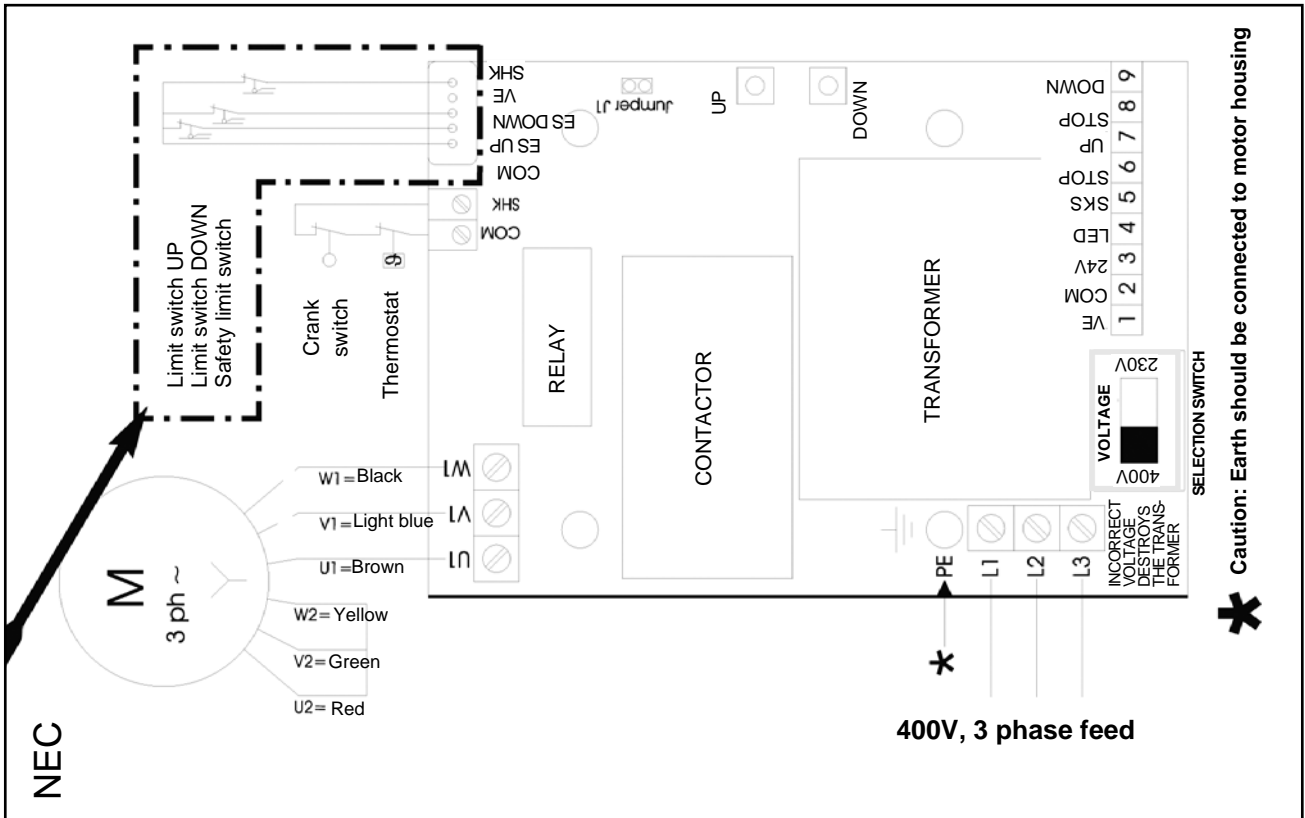 NEC
M
3 ph ~
U2= Red
V2=Green
W2=Yellow
U1=Brown
V1=Light blue
W1=Black
U1
V1
W1
Limit switch UP
Limit switch DOWN
Safety limit switch
Crank
switch
Thermostat
ϑ
SHK
VE
ES DOWN
ES UP
COM
SHK
COM
Jumper J1
UP
DOWN
RELAY
CONTACTOR
TRANSFORMER
DOWN
STOP
UP
STOP
SKS
LED
24V
COM
VE
9
8
7
6
5
4
3
2
1
VOLTAGE
230V
400V
SELECTION SWITCH
INCORRECT
VOLTAGE
DESTROYS
THE TRANS-
FORMER
PE
L1
L2
L3
*
400V, 3 phase feed
* Caution: Earth should be connected to motor housing